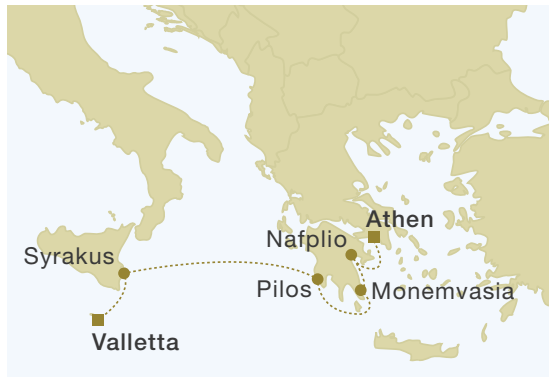 Athen
Nafplio
Syrakus
Pilos
Monemvasia
Valletta